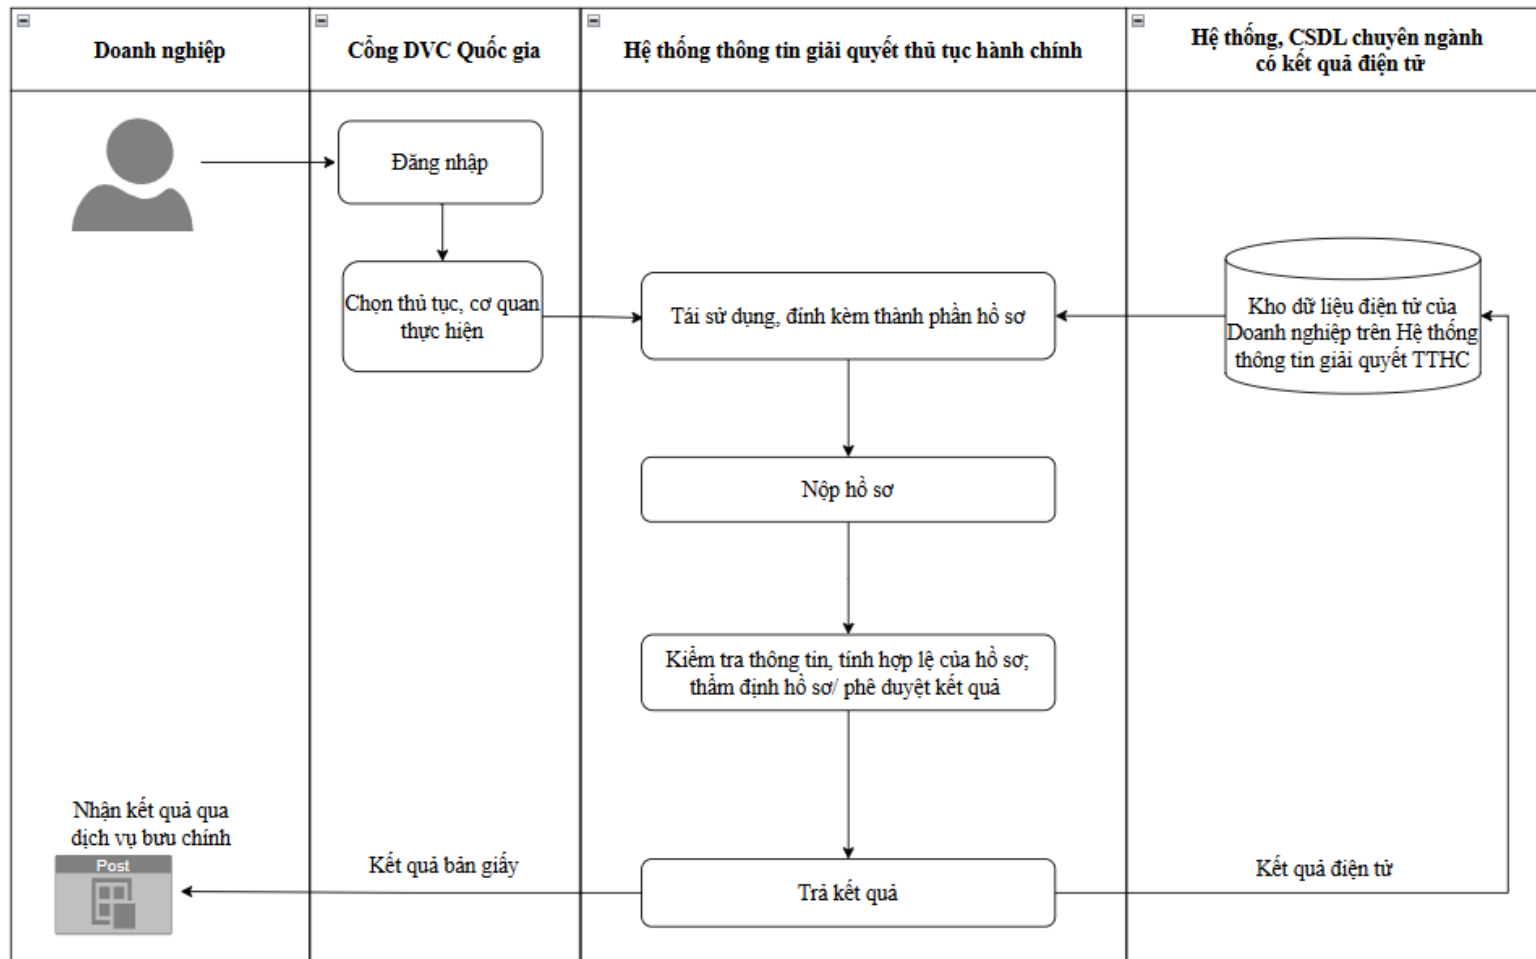 Doanh nghiệp
Cổng DVC Quốc gia
Hệ thống thông tin giải quyết thủ tục hành chính
Hệ thống, CSDL chuyên ngành
có kết quả điện tử
Đăng nhập
Chọn thủ tục, cơ quan
thực hiện
Tái sử dụng, đính kèm thành phần hồ sơ
Kho dữ liệu điện tử của
Doanh nghiệp trên Hệ thống
thông tin giải quyết TTHC
Nộp hồ sơ
Kiểm tra thông tin, tính hợp lệ của hồ sơ;
thẩm định hồ sơ/ phê duyệt kết quả
Nhận kết quả qua
dịch vụ bưu chính
Post
Kết quả bản giấy
Trả kết quả
Kết quả điện tử